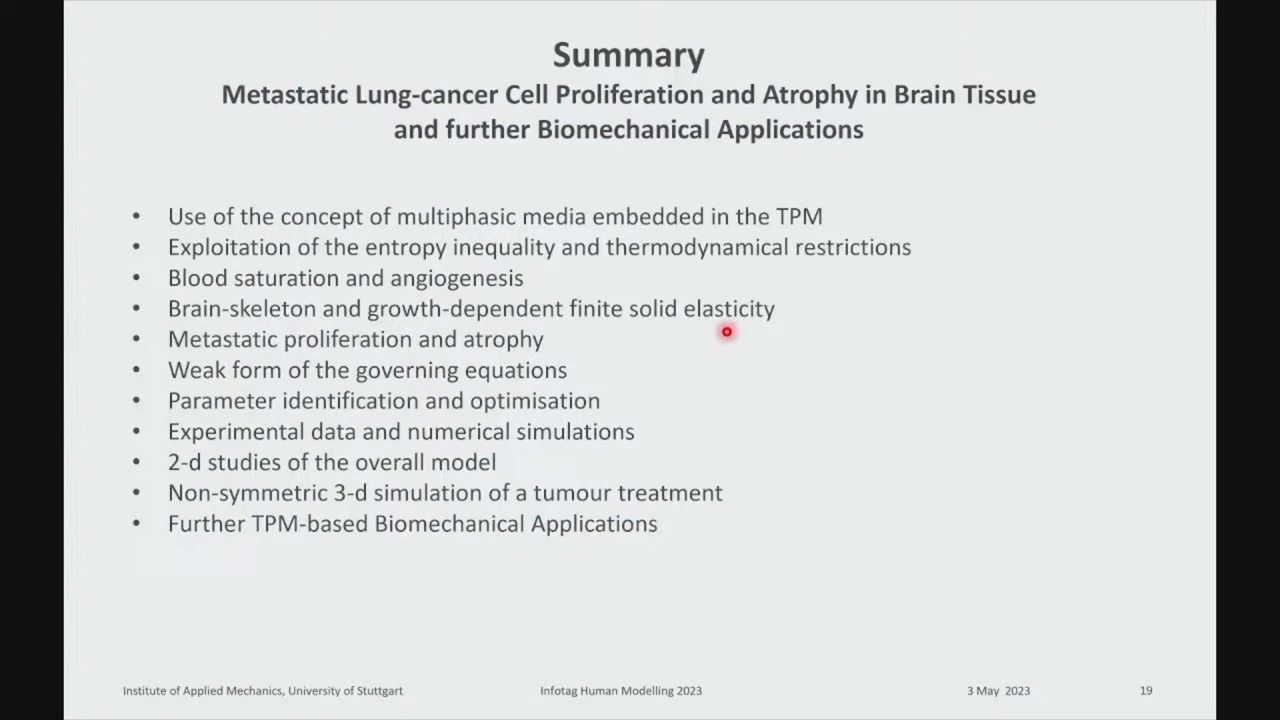 Summary
Metastatic Lung-cancer Cell Proliferation and Atrophy in Brain Tissue
and further Biomechanical Applications
• Use of the concept of multiphasic media embedded in the TPM
• Exploitation of the entropy inequality and thermodynamical restrictions
• Blood saturation and angiogenesis
• Brain-skeleton and growth-dependent finite solid elasticity
• Metastatic proliferation and atrophy
• Weak form of the governing equations
• Parameter identification and optimisation
• Experimental data and numerical simulations
• 2-d studies of the overall model
• Non-symmetric 3-d simulation of a tumour treatment
• Further TPM-based Biomechanical Applications
Institute of Applied Mechanics, University of Stuttgart Infotag Human Modelling 2023 3 May 2023 19